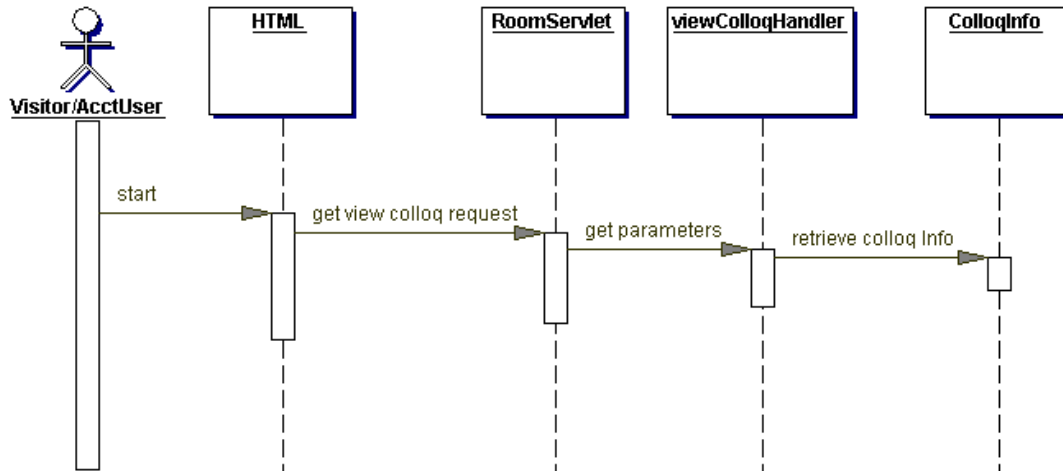 HTML
RoomServlet
viewColloqHandler
ColloqInfo
Visitor/AcctUser
start
get view colloq request
get parameters
retrieve colloq Info